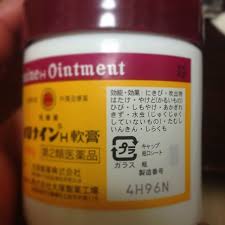 ineH Ointment
ロナインH軟膏
第2類医薬品
効能・効果：にきび・吹出物
はたけ・やけど(かるいもの)
ひび・しもやけ・あかぎれ
きず・水虫(じゅくじゅく
していないもの)・たむし
いんきん・しらくも
キャップ
プラ
ガラス
瓶
製造番号
4H96N